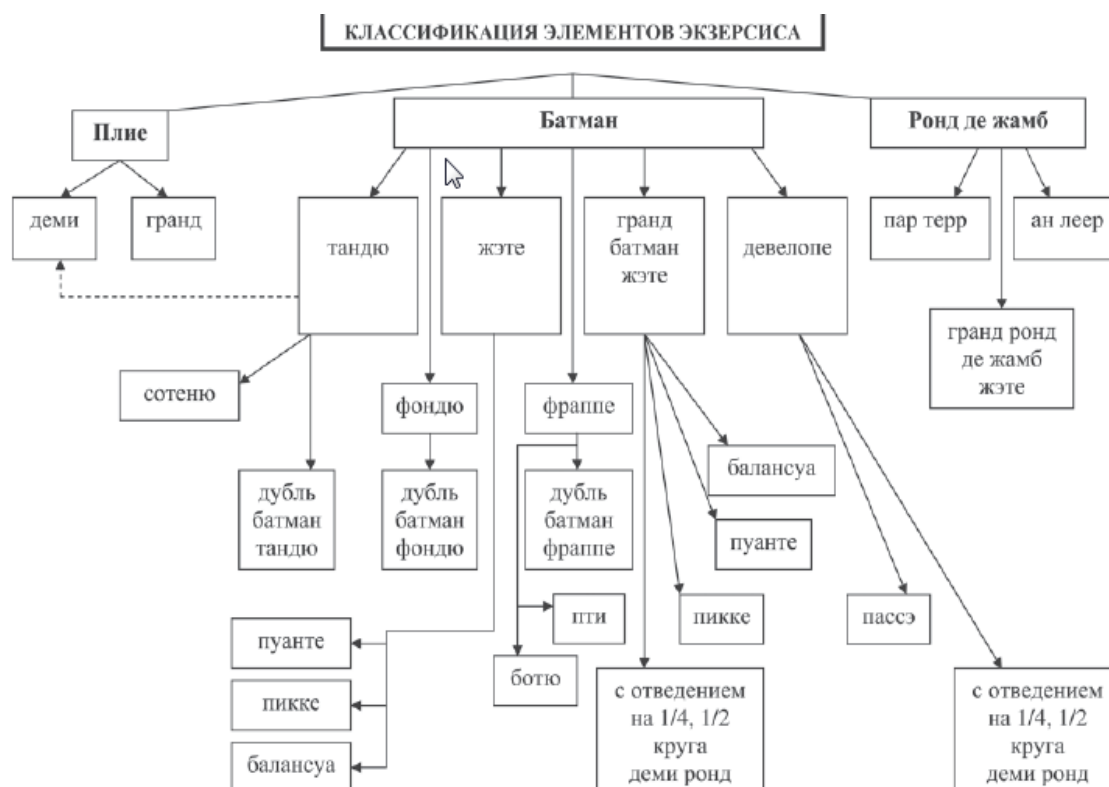 КЛАССИФИКАЦИЯ ЭЛЕМЕНТОВ ЭКЗЕРСИСА
Плие
Батман
Ронд де жамб
деми
гранд
тандю
жэте
гранд
батман
жэте
девелопе
пар терр
ан леер
гранд ронд
де жамб
жэте
сотеню
фондю
фраппе
балансуа
дубль
батман
тандю
дубль
батман
фондю
дубль
батман
фраппе
пуанте
пти
пикке
пассэ
пуанте
ботю
пикке
балансуа
с отведением
на 1/4, 1/2
круга
деми ронд
с отведением
на 1/4, 1/2
круга
деми ронд